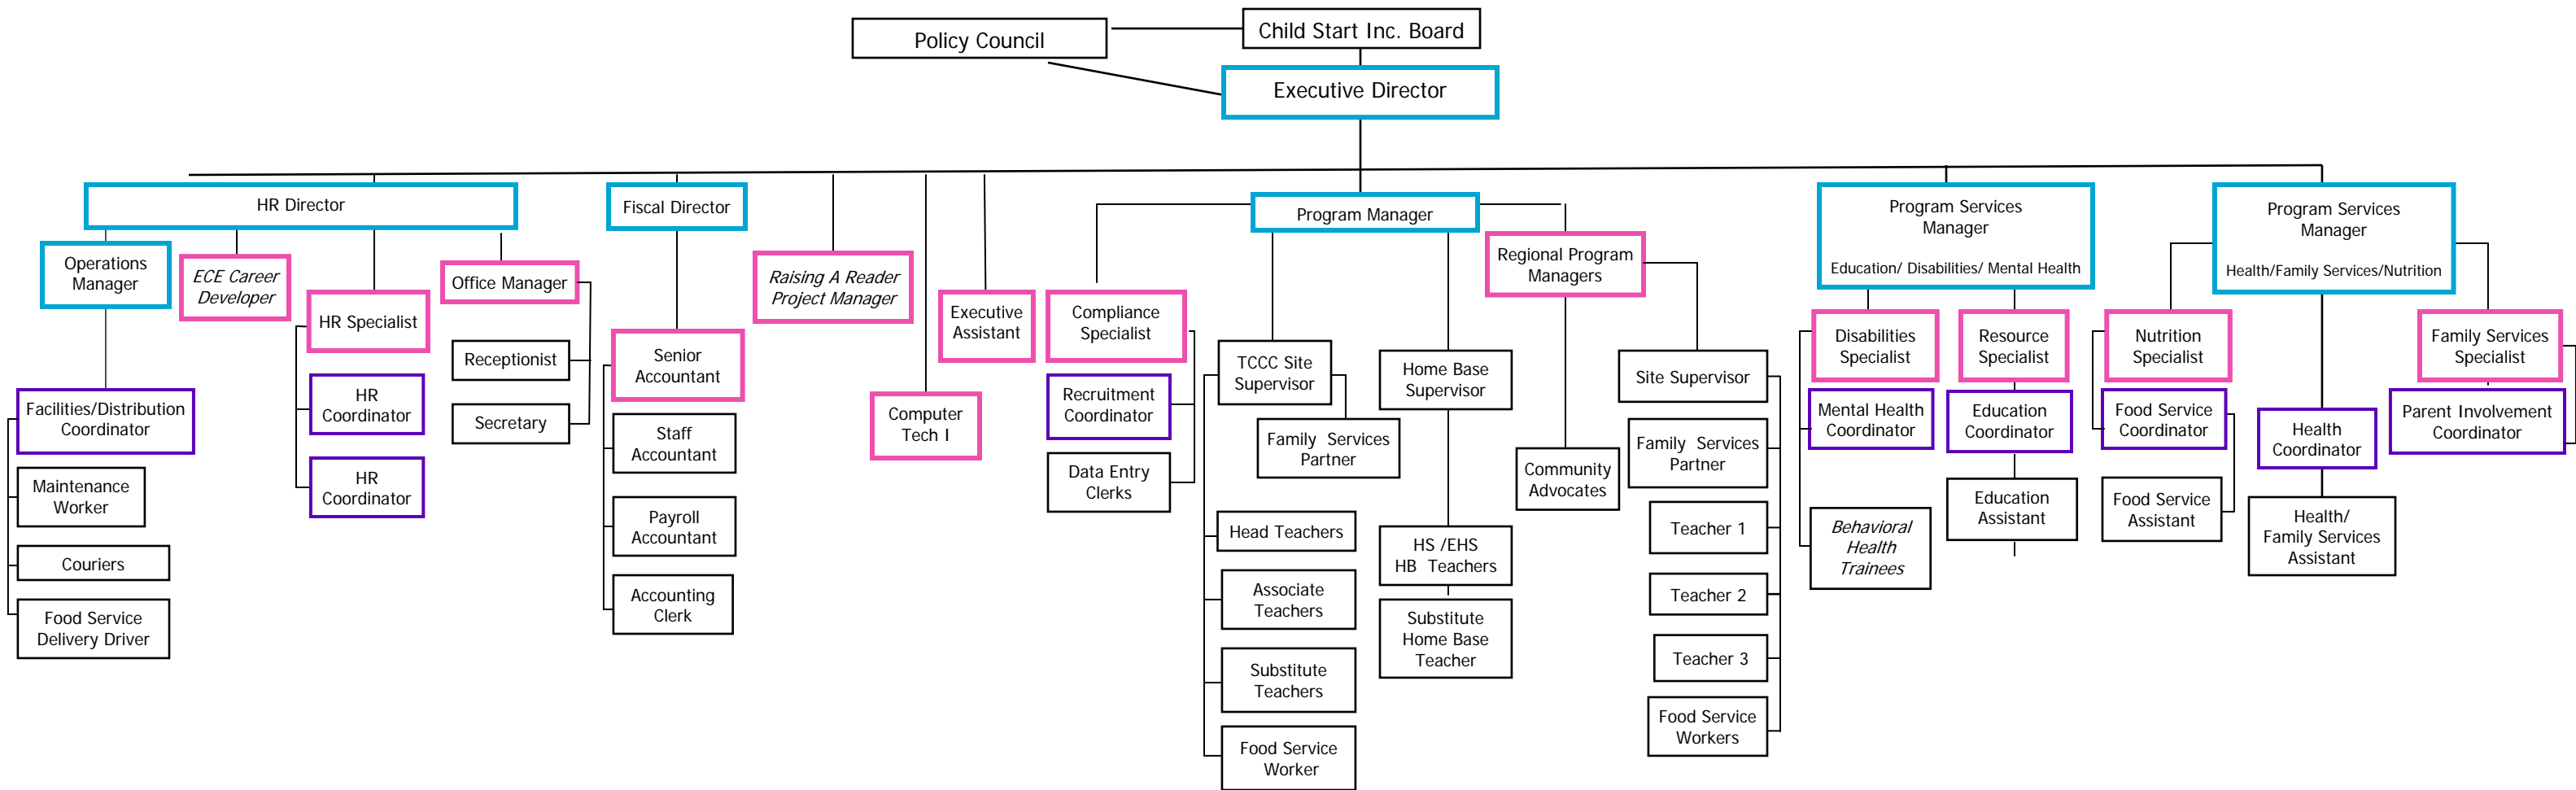 Policy Council
Child Start Inc. Board
Executive Director
HR Director
Operations
Manager
ECE Career
Developer
HR Specialist
HR
Coordinator
HR
Coordinator
Office Manager
Receptionist
Secretary
Facilities/Distribution
Coordinator
Maintenance
Worker
Couriers
Food Service
Delivery Driver
Fiscal Director
Senior
Accountant
Staff
Accountant
Payroll
Accountant
Accounting
Clerk
Raising A Reader
Project Manager
Computer
Tech I
Executive
Assistant
Program Manager
Compliance
Specialist
Recruitment
Coordinator
Data Entry
Clerks
TCCC Site
Supervisor
Family Services
Partner
Head Teachers
Associate
Teachers
Substitute
Teachers
Food Service
Worker
Home Base
Supervisor
HS /EHS
HB Teachers
Substitute
Home Base
Teacher
Regional Program
Managers
Community
Advocates
Site Supervisor
Family Services
Partner
Teacher 1
Teacher 2
Teacher 3
Food Service
Workers
Program Services
Manager
Education/ Disabilities/ Mental Health
Disabilities
Specialist
Mental Health
Coordinator
Behavioral
Health
Trainees
Resource
Specialist
Education
Coordinator
Education
Assistant
Program Services
Manager
Health/Family Services/Nutrition
Nutrition
Specialist
Food Service
Coordinator
Food Service
Assistant
Health
Coordinator
Health/
Family Services
Assistant
Family Services
Specialist
Parent Involvement
Coordinator